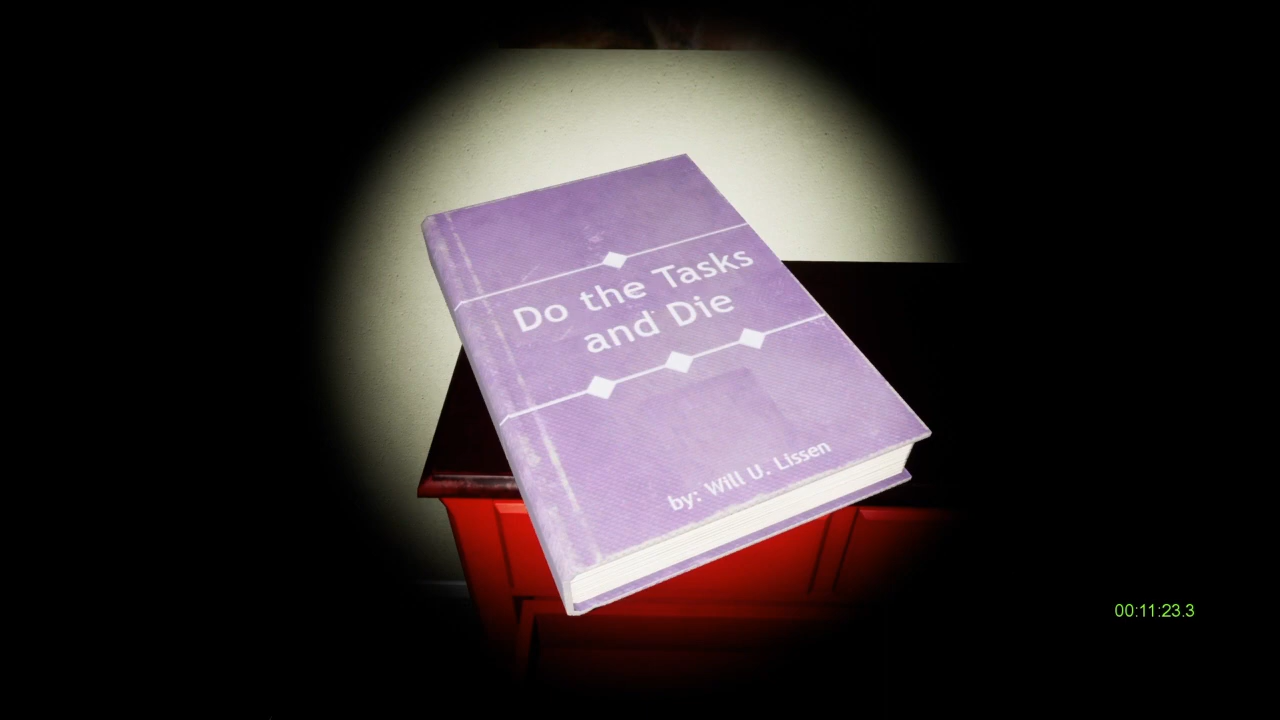 Do the Tasks
and Die
by: Will U. Lissen
00:11:23.3